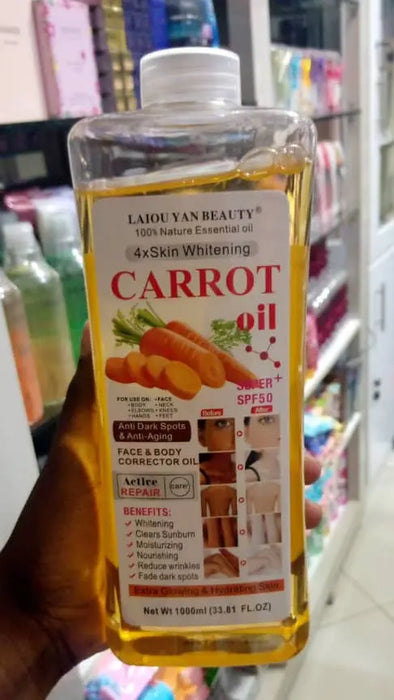 LAIOU YAN BEAUTY®
100% Nature Essential oil
4xSkin Whitening
CARROT
oil
SUPER+
SPF50
FOR USE ON: •FACE
•BODY •NECK
•ELBOWS •KNEES
•HANDS •FEET
Before
After
Anti Dark Spots
& Anti-Aging
FACE & BODY
CORRECTOR OIL
Active
REPAIR
care
BENEFITS:
Whitening
Clears Sunburn
Moisturizing
Nourishing
Reduce wrinkles
Fade dark spots
Extra Glowing & Hydrating Skin
Net Wt 1000ml (33.81 FL.OZ)